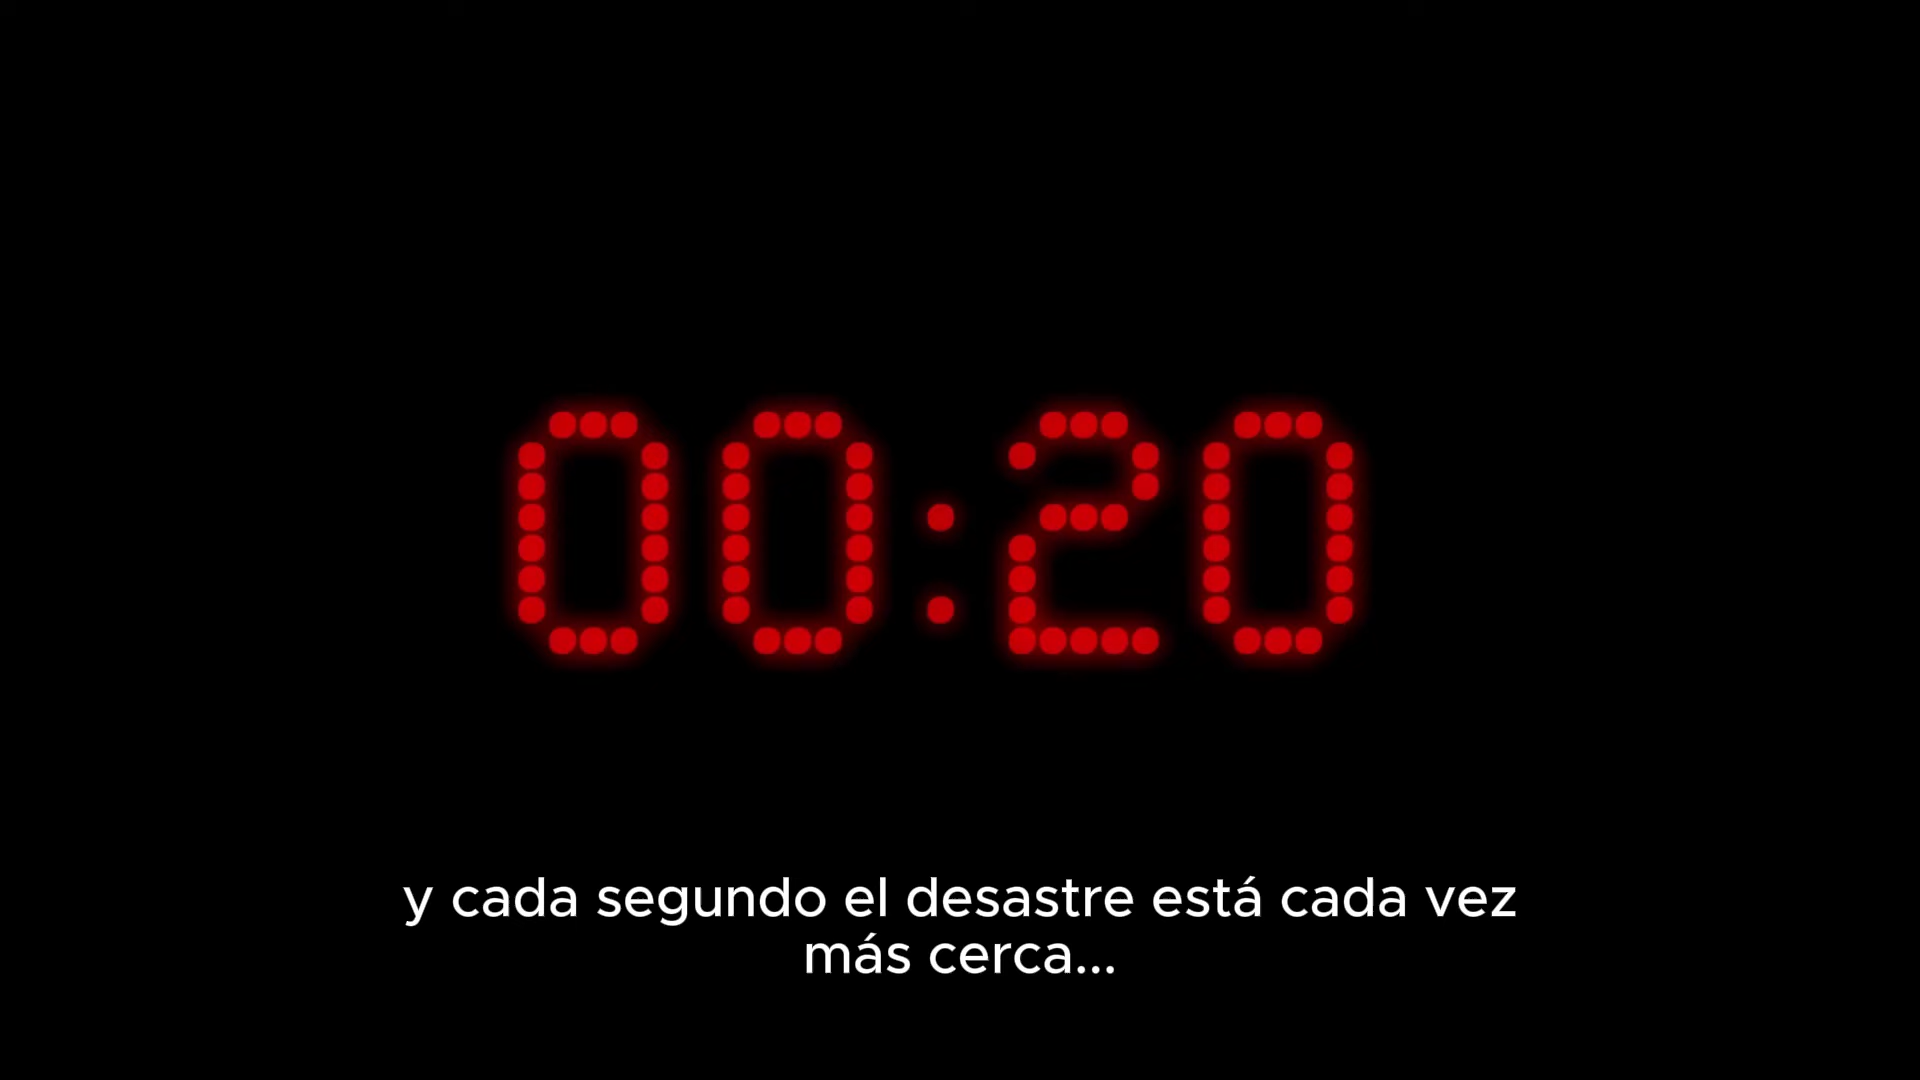 00:20
y cada segundo el desastre está cada vez
más cerca...